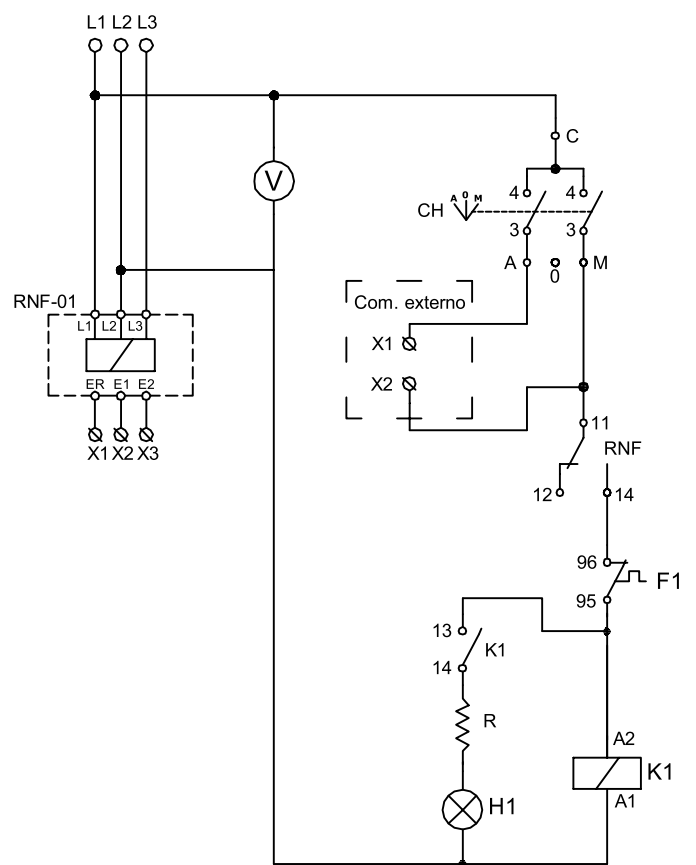 L1 L2 L3
C
V
4 4
CH A 0 M
3 3
A 0 M
RNF-01
Com. externo
L1 L2 L3
X1
X2
ER E1 E2
X1 X2 X3
11
RNF
12 14
96
F1
95
13
K1
14
R
A2
K1
A1
H1